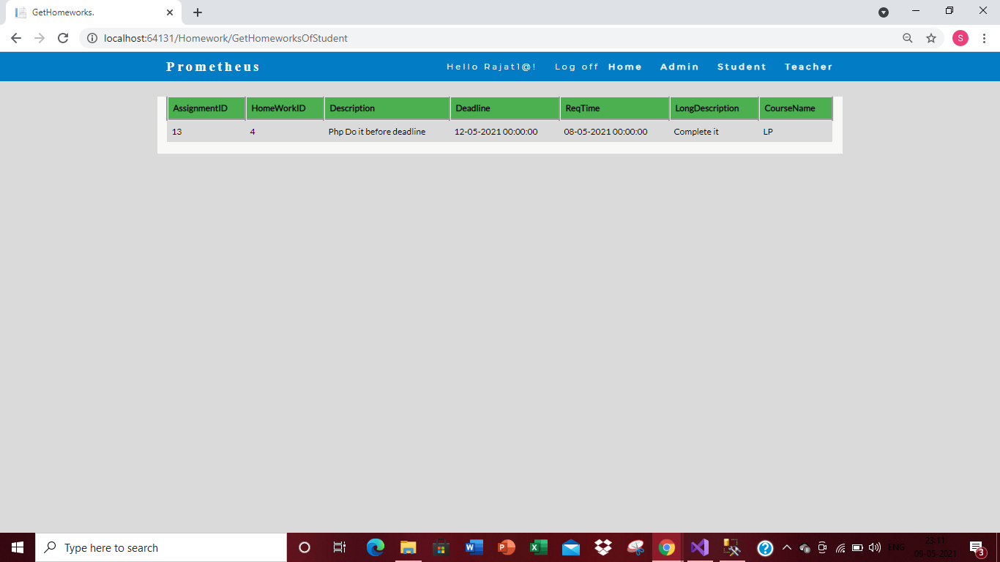 GetHomeworks.
localhost:64131/Homework/GetHomeworksOfStudent
S
Prometheus Hello Rajat1@! Log off Home Admin Student Teacher
AssignmentID HomeWorkID Description Deadline ReqTime LongDescription CourseName
13 4 Php Do it before deadline 12-05-2021 00:00:00 08-05-2021 00:00:00 Complete it LP
Type here to search
ENG
23:11
09-05-2021
3